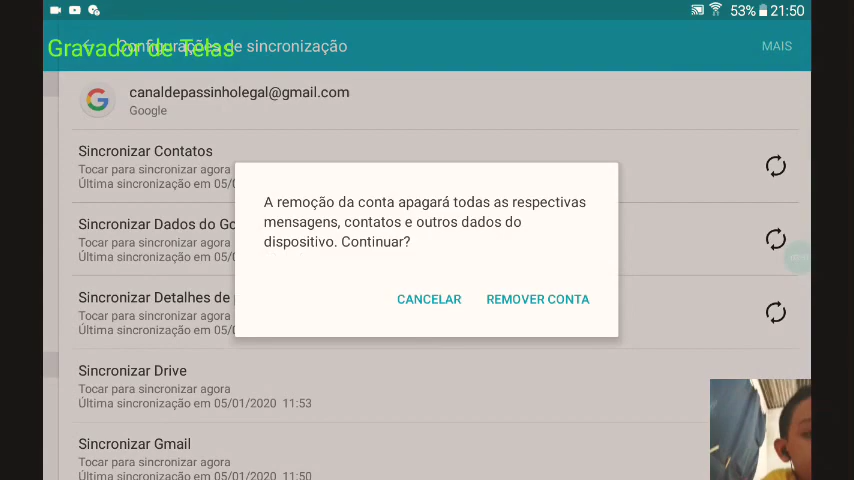 53% 21:50
Gravador de Telas
Configurações de sincronização
MAIS
canaldepassinholegal@gmail.com
Google
Sincronizar Contatos
Tocar para sincronizar agora
Última sincronização em 05/0
A remoção da conta apagará todas as respectivas
mensagens, contatos e outros dados do
dispositivo. Continuar?
CANCELAR REMOVER CONTA
Sincronizar Dados do Go
Tocar para sincronizar agora
Última sincronização em 05/0
Sincronizar Detalhes de
Tocar para sincronizar agora
Última sincronização em 05/0
Sincronizar Drive
Tocar para sincronizar agora
Última sincronização em 05/01/2020 11:53
Sincronizar Gmail
Tocar para sincronizar agora
Última sincronização em 05/01/2020 11:50